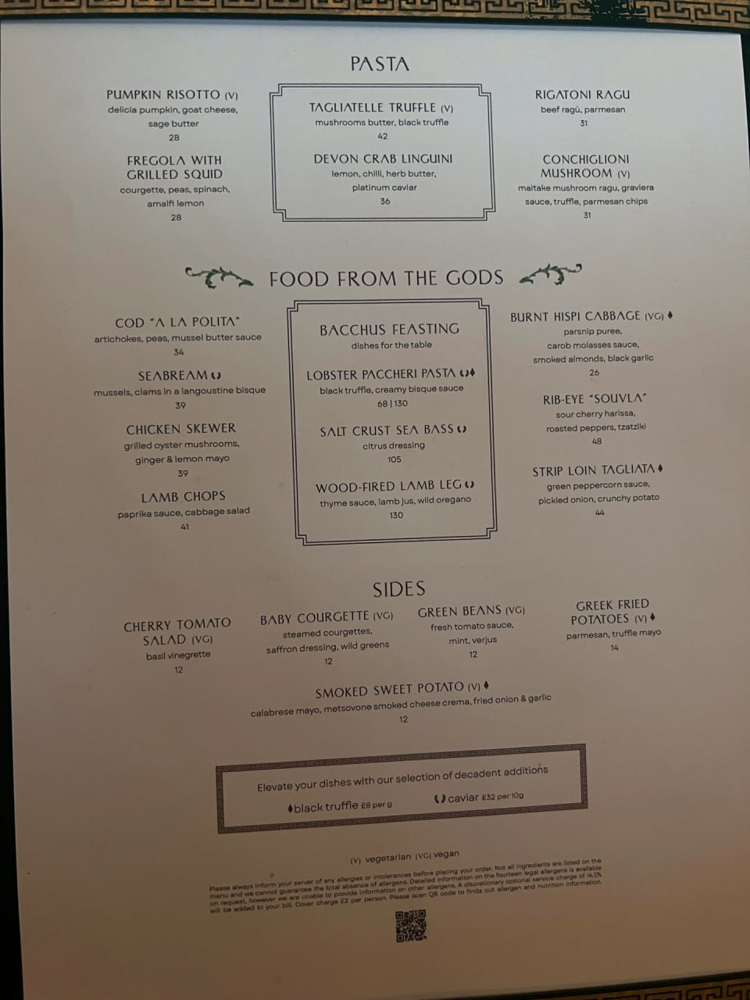 PASTA
PUMPKIN RISOTTO (V)
delicia pumpkin, goat cheese,
sage butter
28
FREGOLA WITH
GRILLED SQUID
courgette, peas, spinach,
amalfi lemon
28
TAGLIATELLE TRUFFLE (V)
mushrooms butter, black truffle
42
DEVON CRAB LINGUINI
lemon, chilli, herb butter,
platinum caviar
36
RIGATONI RAGU
beef ragù, parmesan
31
CONCHIGLIONI
MUSHROOM (V)
maitake mushroom ragu, graviera
sauce, truffle, parmesan chips
31
FOOD FROM THE GODS
COD “A LA POLITA”
artichokes, peas, mussel butter sauce
34
SEABREAM
mussels, clams in a langoustine bisque
39
CHICKEN SKEWER
grilled oyster mushrooms,
ginger & lemon mayo
39
LAMB CHOPS
paprika sauce, cabbage salad
41
BACCHUS FEASTING
dishes for the table
LOBSTER PACCHERI PASTA ♦
black truffle, creamy bisque sauce
68 | 130
SALT CRUST SEA BASS
citrus dressing
105
WOOD-FIRED LAMB LEG
thyme sauce, lamb jus, wild oregano
130
BURNT HISPI CABBAGE (VG) ♦
parsnip puree,
carob molasses sauce,
smoked almonds, black garlic
26
RIB-EYE “SOUVLA”
sour cherry harissa,
roasted peppers, tzatziki
48
STRIP LOIN TAGLIATA ♦
green peppercorn sauce,
pickled onion, crunchy potato
44
SIDES
CHERRY TOMATO
SALAD (VG)
basil vinegrette
12
BABY COURGETTE (VG)
steamed courgettes,
saffron dressing, wild greens
12
GREEN BEANS (VG)
fresh tomato sauce,
mint, verjus
12
GREEK FRIED
POTATOES (V) ♦
parmesan, truffle mayo
14
SMOKED SWEET POTATO (V) ♦
calabrese mayo, metsovone smoked cheese crema, fried onion & garlic
12
Elevate your dishes with our selection of decadent additions
♦black truffle £8 per g
caviar £32 per 10g
(V) vegetarian (VG) vegan
Please always inform your server of any allergies or intolerances before placing your order. Not all ingredients are listed on the
menu and we cannot guarantee the total absence of allergens. Detailed information on the fourteen legal allergens is available
on request, however we are unable to provide information on other allergens. A discretionary optional service charge of 14.5%
will be added to your bill. Cover charge £2 per person. Please scan QR code to finda out allergen and nutrition information.